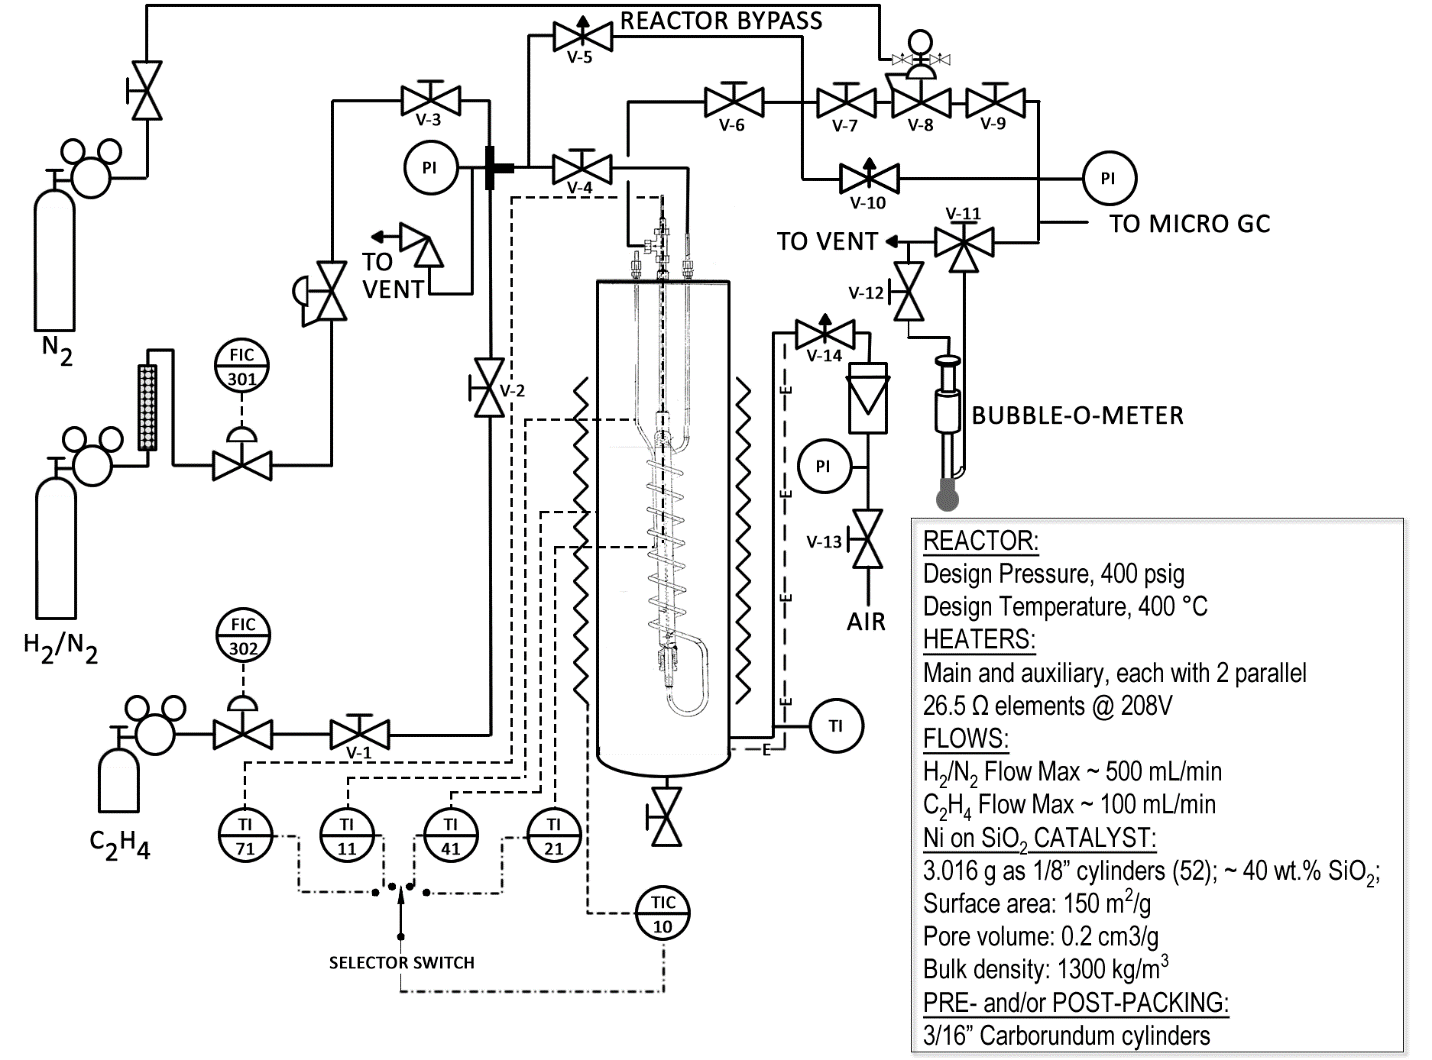 REACTOR BYPASS
V-5
V-3
V-6
V-7
V-8
V-9
PI
V-4
V-10
PI
TO MICRO GC
V-11
TO VENT
TO
VENT
V-12
N2
FIC
301
V-14
V-2
E
BUBBLE-O-METER
PI
E
V-13
E
AIR
H2/N2
FIC
302
E
TI
V-1
E
C2H4
TI
71
TI
11
TI
41
TI
21
TIC
10
SELECTOR SWITCH
REACTOR:
Design Pressure, 400 psig
Design Temperature, 400 °C
HEATERS:
Main and auxiliary, each with 2 parallel
26.5 Ω elements @ 208V
FLOWS:
H2/N2 Flow Max ~ 500 mL/min
C2H4 Flow Max ~ 100 mL/min
Ni on SiO2 CATALYST:
3.016 g as 1/8” cylinders (52); ~ 40 wt.% SiO2;
Surface area: 150 m2/g
Pore volume: 0.2 cm3/g
Bulk density: 1300 kg/m3
PRE- and/or POST-PACKING:
3/16” Carborundum cylinders